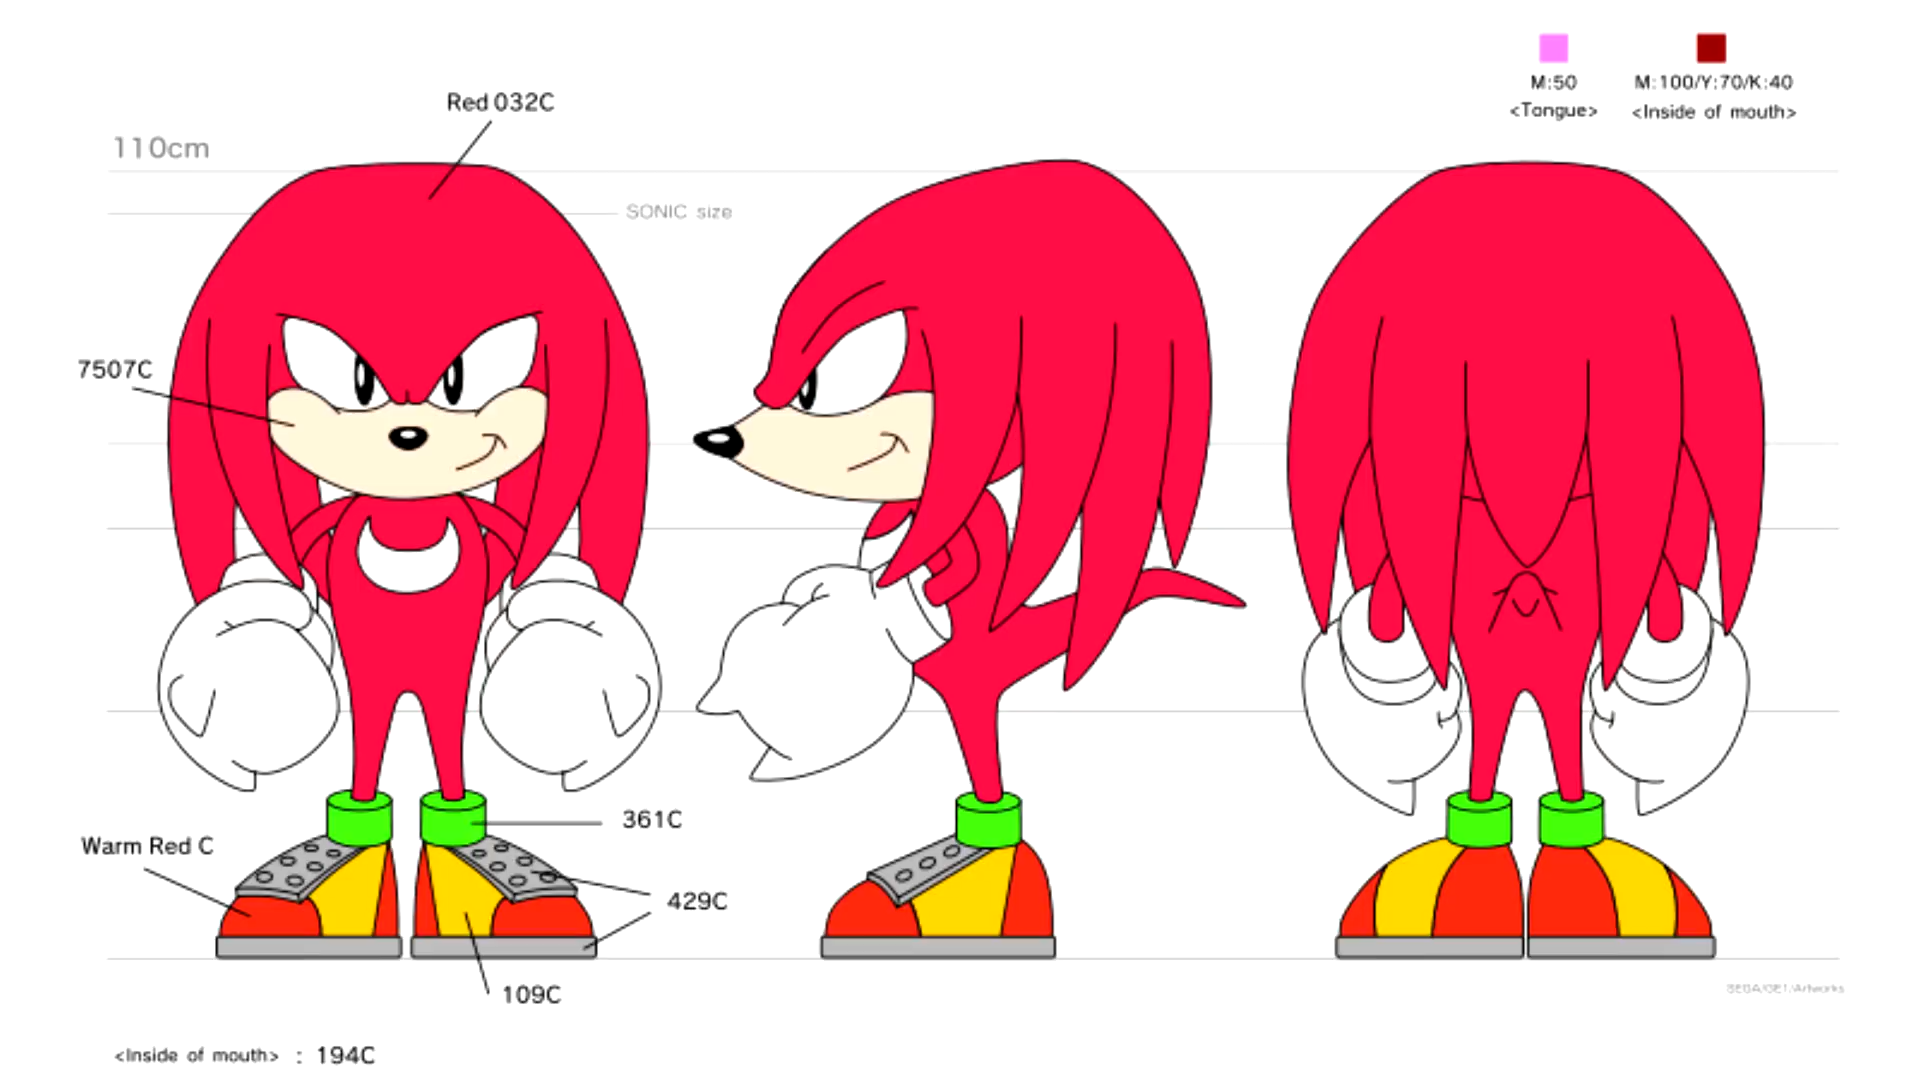 M:50
<Tongue>
M:100/Y:70/K:40
<Inside of mouth>
Red 032C
110cm
SONIC size
7507C
361C
Warm Red C
429C
109C
<Inside of mouth> : 194C